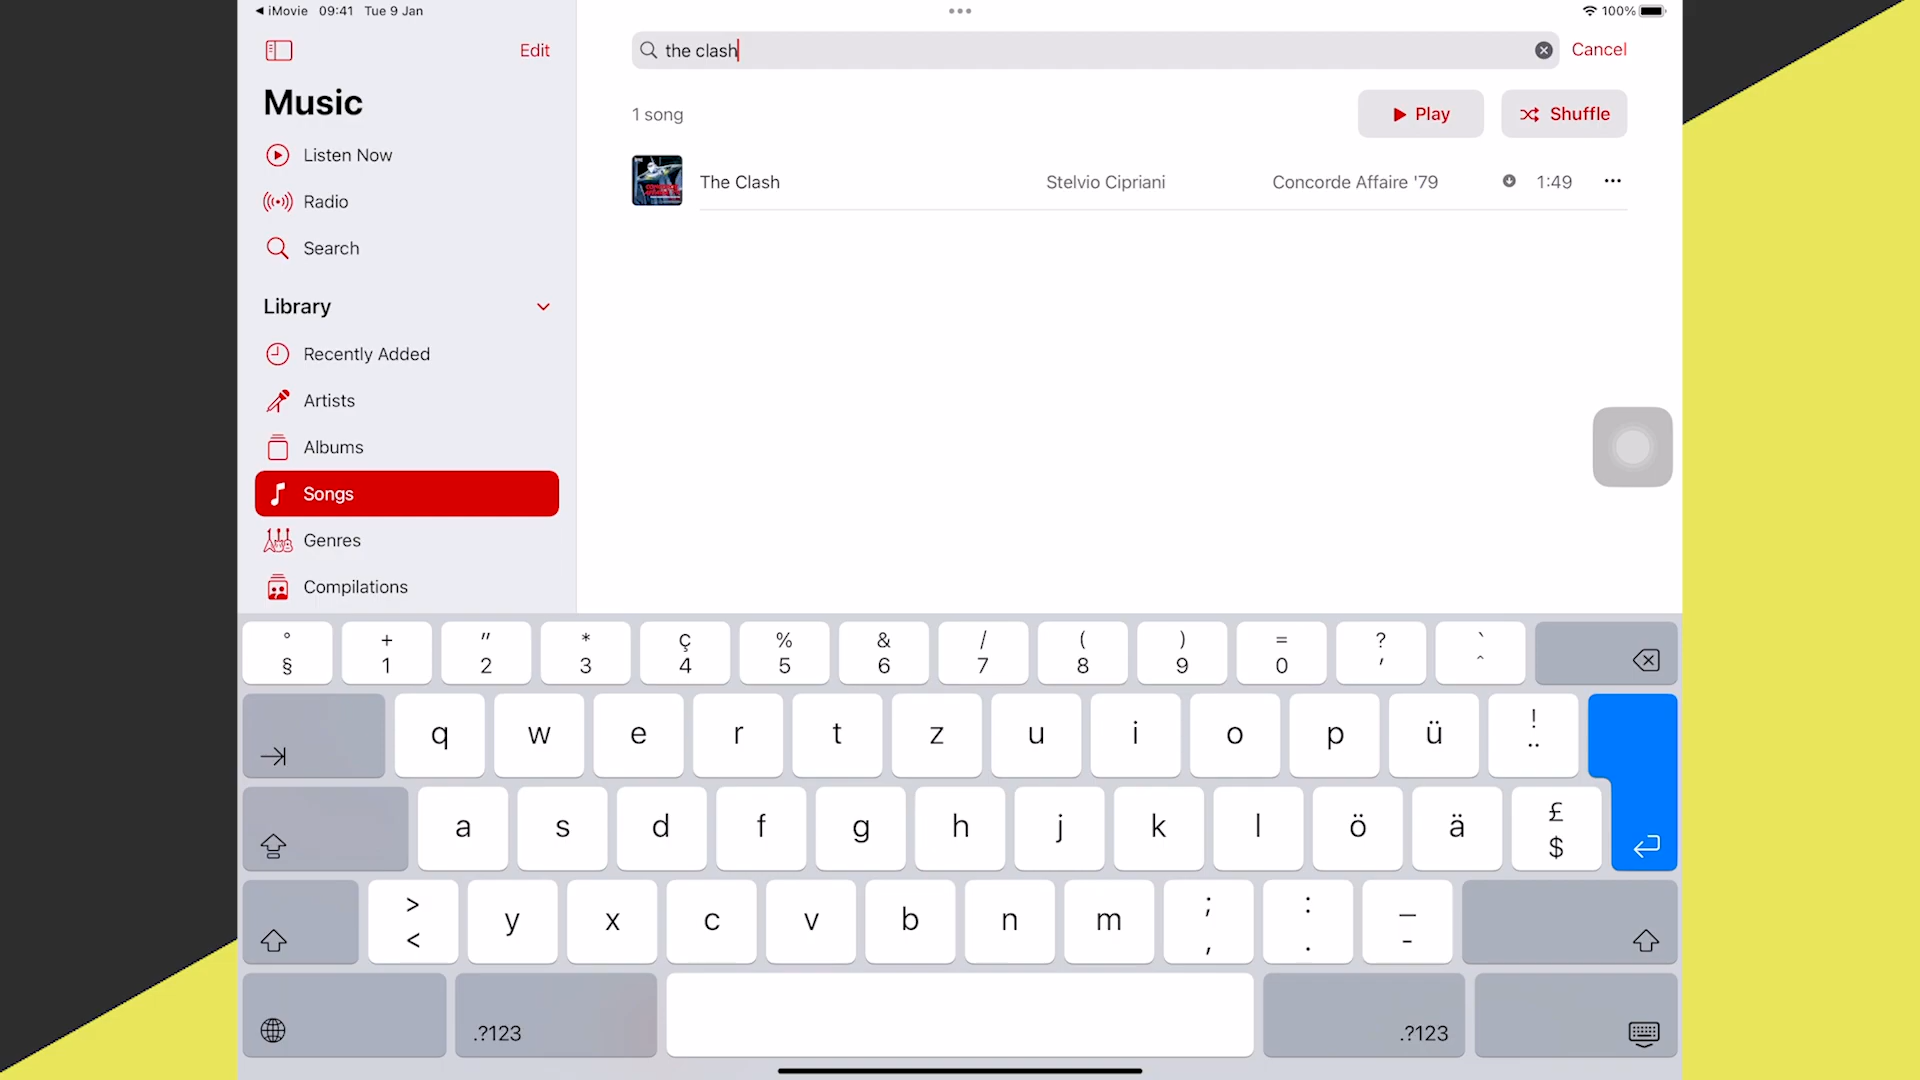 ◀ iMovie 09:41 Tue 9 Jan
100%
Edit
Music
Listen Now
Radio
Search
Library
Recently Added
Artists
Albums
Songs
Genres
Compilations
the clash
Cancel
1 song
Play
Shuffle
The Clash Stelvio Cipriani Concorde Affaire '79 1:49
° + " * ç % & / ( ) = ? `
§ 1 2 3 4 5 6 7 8 9 0 ' ^
q w e r t z u i o p ü ! ¨
a s d f g h j k l ö ä £ $
> < y x c v b n m ; , : . _ -
.?123 .?123